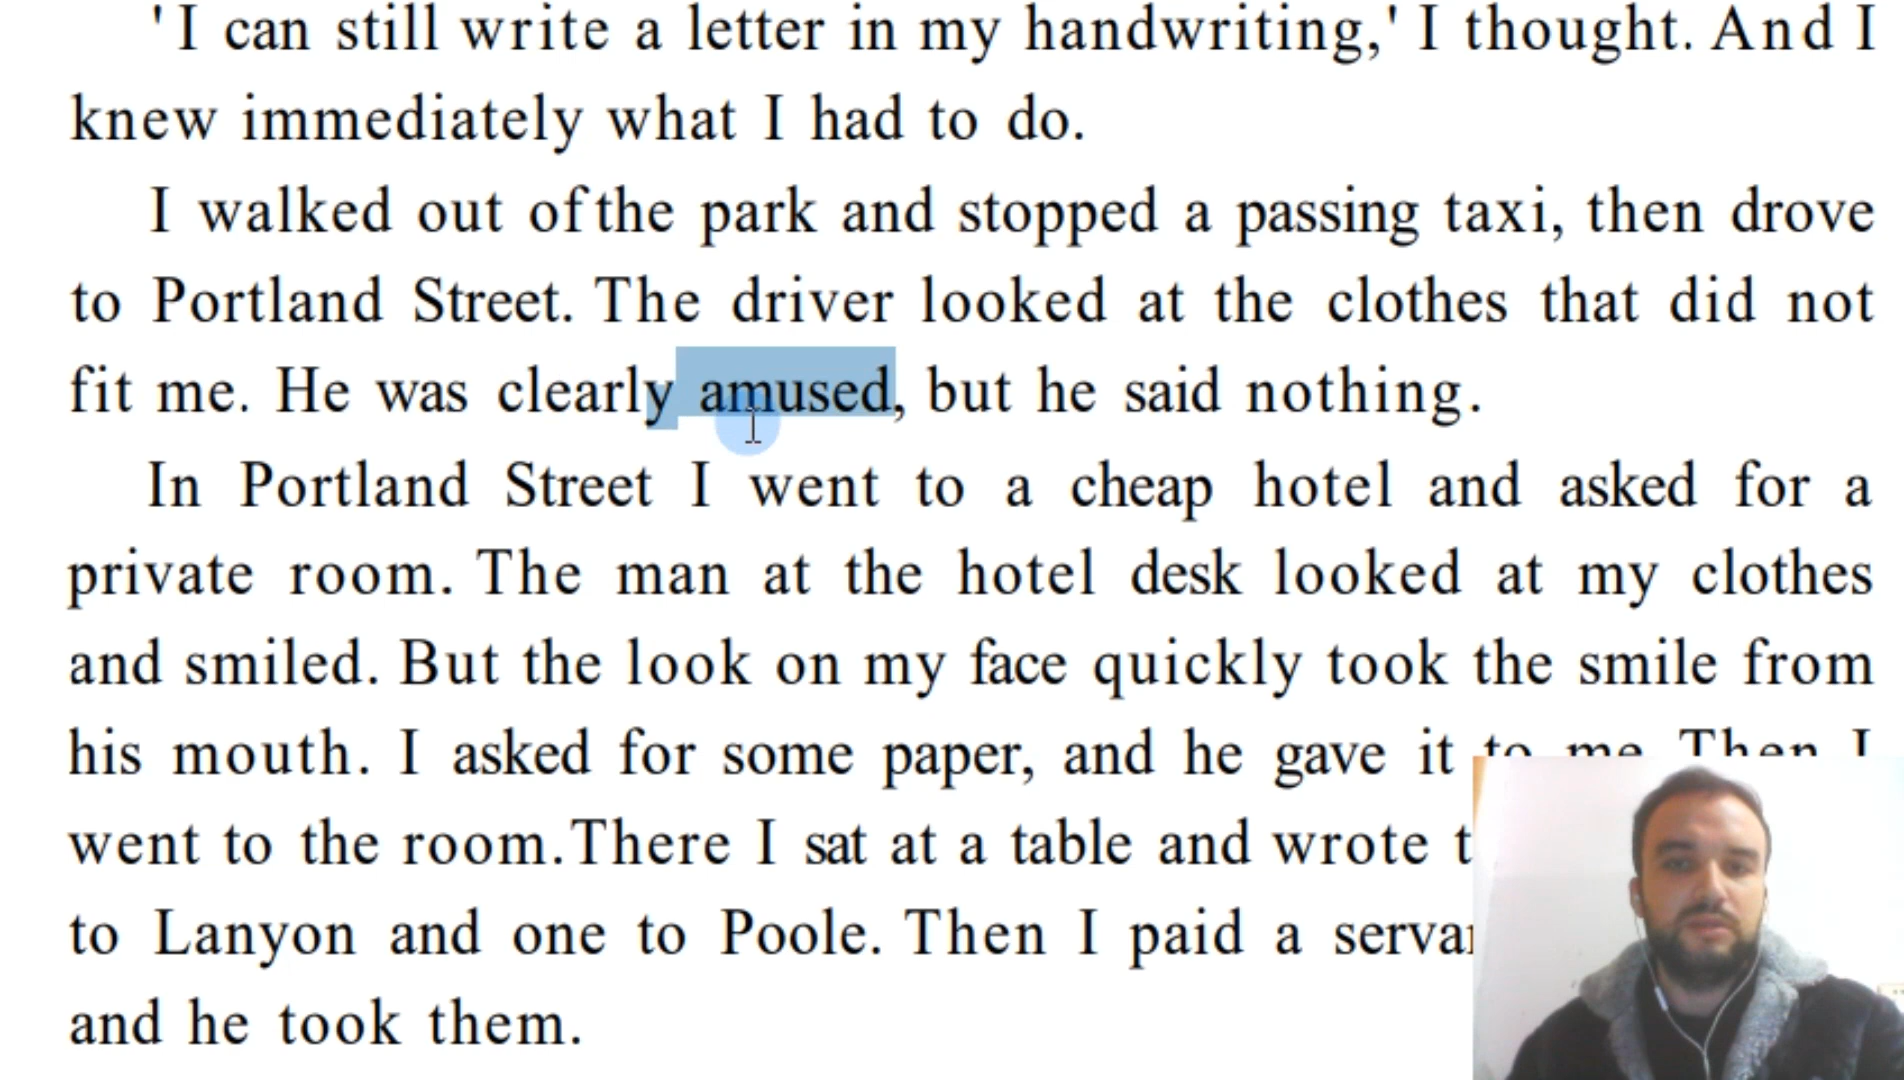 'I can still write a letter in my handwriting,' I thought. And I
knew immediately what I had to do.
I walked out of the park and stopped a passing taxi, then drove
to Portland Street. The driver looked at the clothes that did not
fit me. He was clearly amused, but he said nothing.
In Portland Street I went to a cheap hotel and asked for a
private room. The man at the hotel desk looked at my clothes
and smiled. But the look on my face quickly took the smile from
his mouth. I asked for some paper, and he gave it to me. Then I
went to the room. There I sat at a table and wrote
to Lanyon and one to Poole. Then I paid a
and he took them.